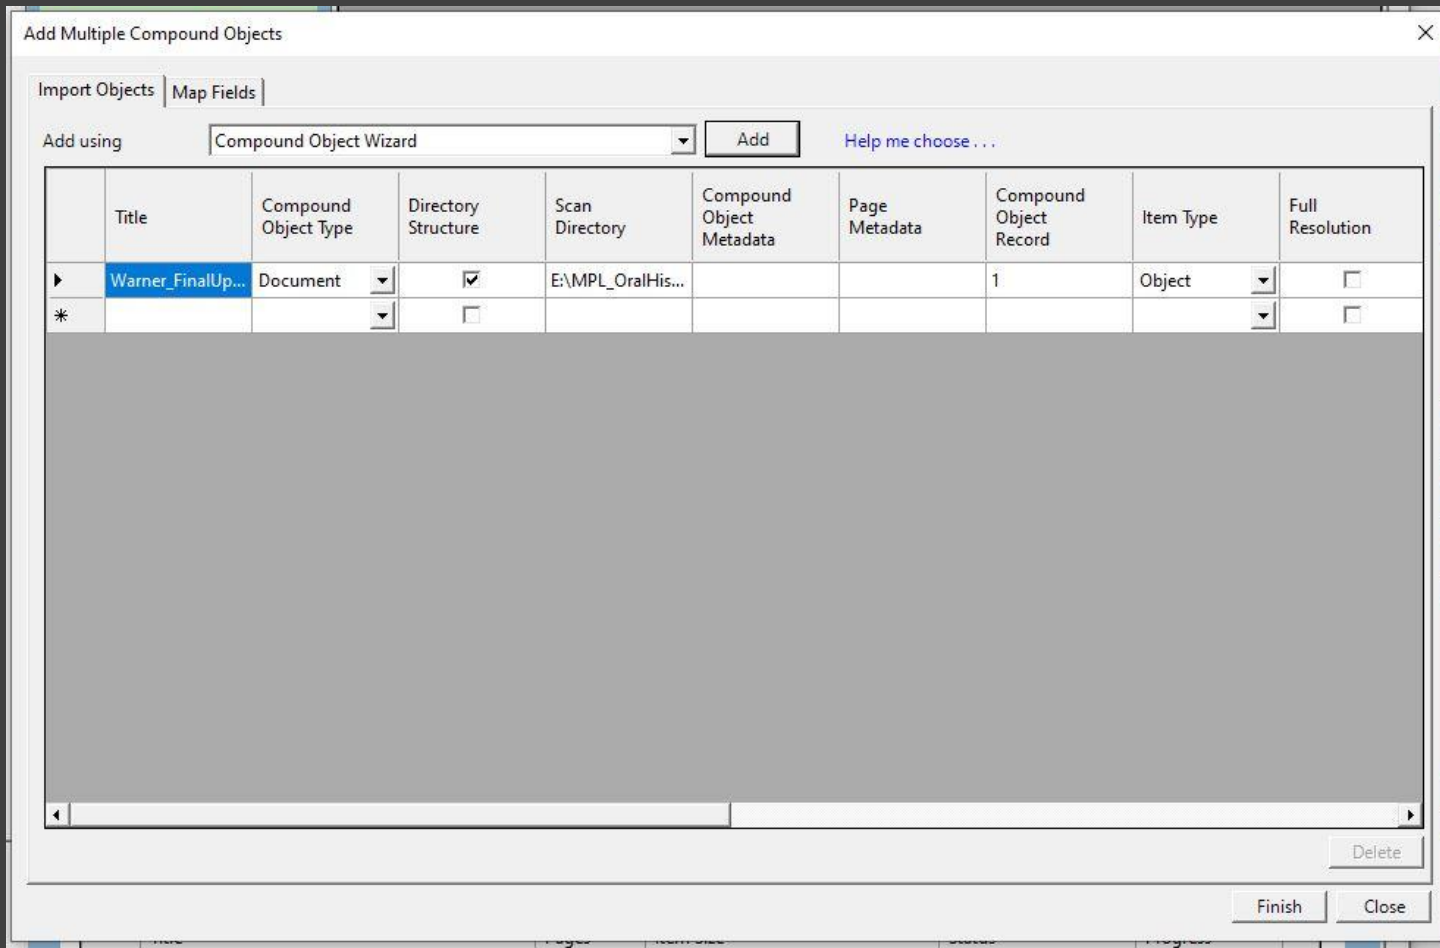 Add Multiple Compound Objects
Import Objects
Map Fields
Add using
Compound Object Wizard
Add
Help me choose . . .
Title
Compound
Object Type
Directory
Structure
Scan
Directory
Compound
Object
Metadata
Page
Metadata
Compound
Object
Record
Item Type
Full
Resolution
Warner_FinalUp...
Document
E:\MPL_OralHis...
1
Object
Delete
Finish
Close